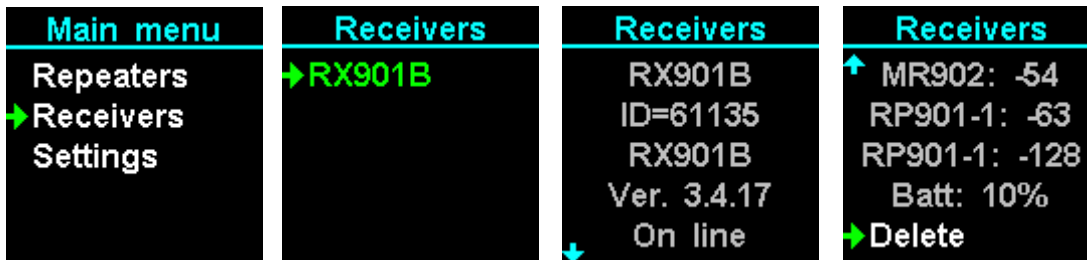 Main menu
Repeaters
Receivers
Settings
Receivers
RX901B
Receivers
RX901B
ID=61135
RX901B
Ver. 3.4.17
On line
Receivers
MR902: -54
RP901-1: -63
RP901-1: -128
Batt: 10%
Delete